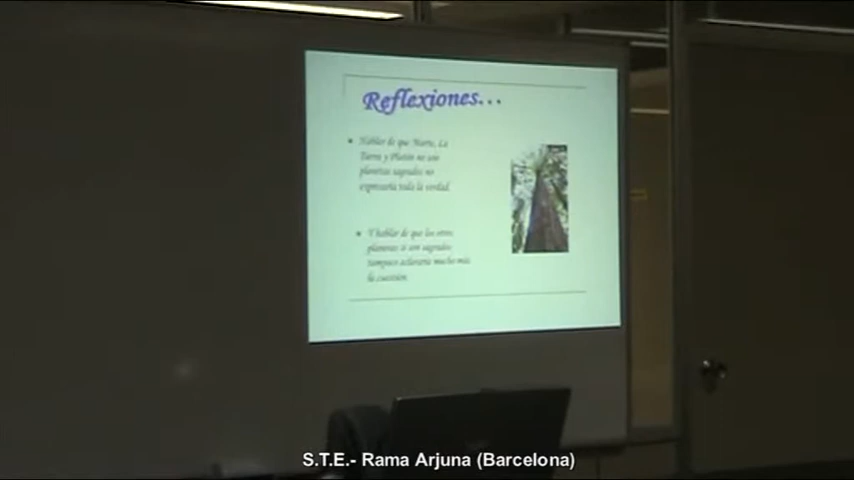 Reflexiones...
Hablar de que Marte, La
Tierra y Plutón no son
planetas sagrados no
expresaría toda la verdad.
Y hablar de que los otros
planetas si son sagrados
tampoco aclararía mucho más
la cuestión.
S.T.E.- Rama Arjuna (Barcelona)